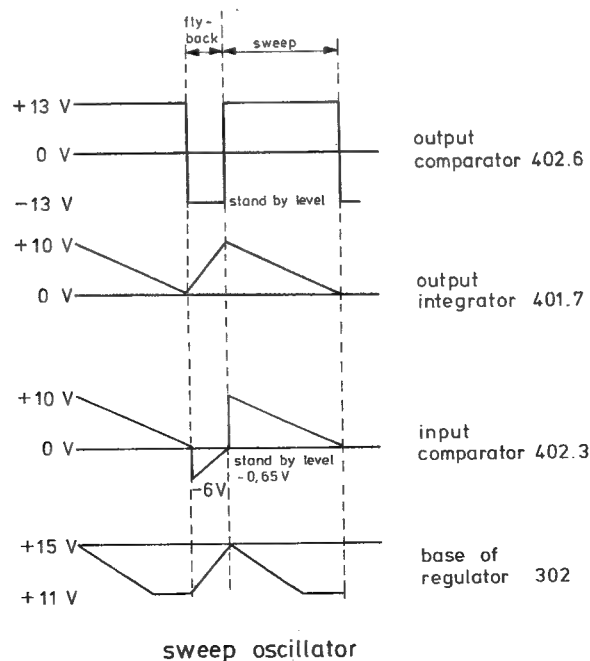 fly-
back
sweep
+13 V
0 V
-13 V
stand by level
output
comparator 402.6
+10 V
0 V
output
integrator 401.7
+10 V
0 V
-6V
stand by level
-0,65 V
input
comparator 402.3
+15 V
+11 V
base of
regulator 302
sweep oscillator